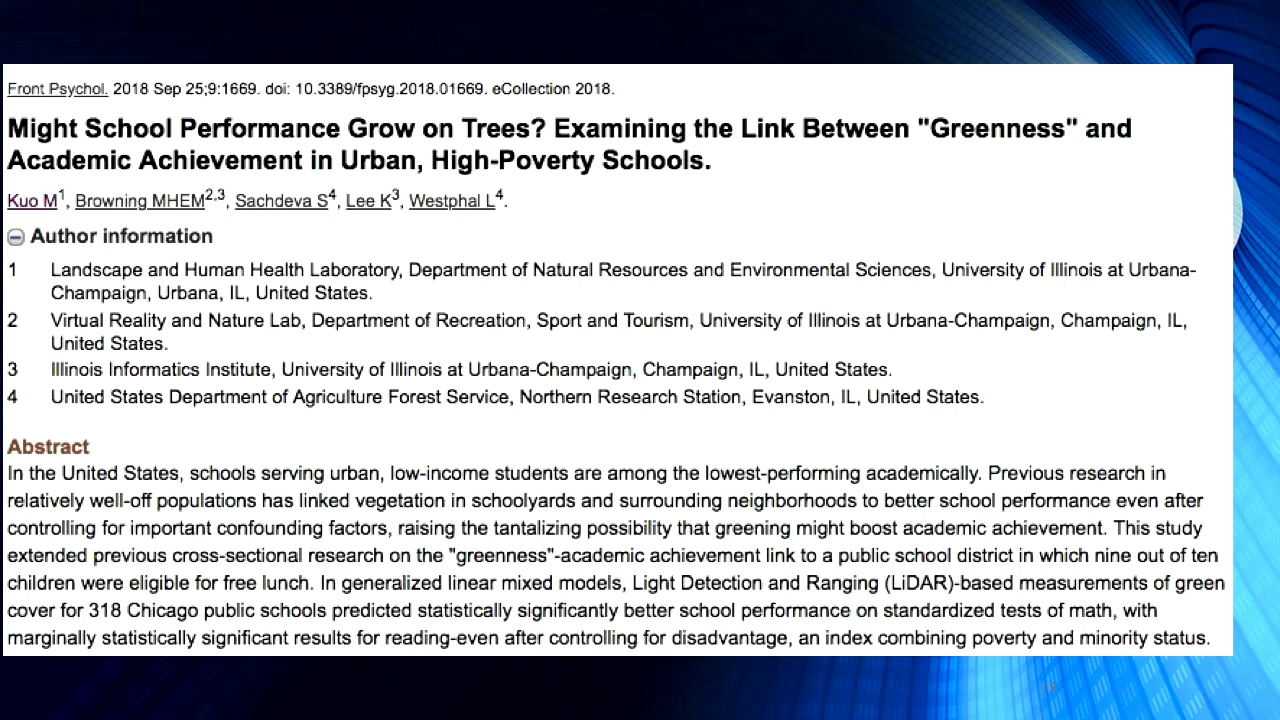 Front Psychol. 2018 Sep 25;9:1669. doi: 10.3389/fpsyg.2018.01669. eCollection 2018.
Might School Performance Grow on Trees? Examining the Link Between "Greenness" and
Academic Achievement in Urban, High-Poverty Schools.
Kuo M1, Browning MHEM2,3, Sachdeva S4, Lee K3, Westphal L4.
Author information
1 Landscape and Human Health Laboratory, Department of Natural Resources and Environmental Sciences, University of Illinois at Urbana-
Champaign, Urbana, IL, United States.
2 Virtual Reality and Nature Lab, Department of Recreation, Sport and Tourism, University of Illinois at Urbana-Champaign, Champaign, IL,
United States.
3 Illinois Informatics Institute, University of Illinois at Urbana-Champaign, Champaign, IL, United States.
4 United States Department of Agriculture Forest Service, Northern Research Station, Evanston, IL, United States.
Abstract
In the United States, schools serving urban, low-income students are among the lowest-performing academically. Previous research in
relatively well-off populations has linked vegetation in schoolyards and surrounding neighborhoods to better school performance even after
controlling for important confounding factors, raising the tantalizing possibility that greening might boost academic achievement. This study
extended previous cross-sectional research on the "greenness"-academic achievement link to a public school district in which nine out of ten
children were eligible for free lunch. In generalized linear mixed models, Light Detection and Ranging (LiDAR)-based measurements of green
cover for 318 Chicago public schools predicted statistically significantly better school performance on standardized tests of math, with
marginally statistically significant results for reading-even after controlling for disadvantage, an index combining poverty and minority status.